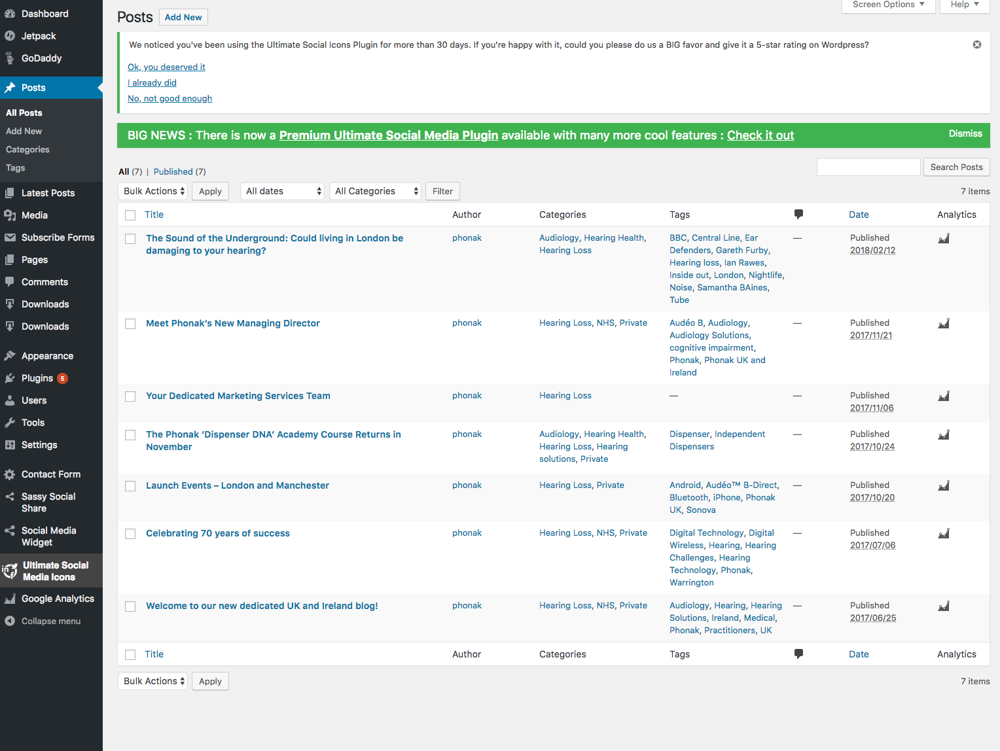 Dashboard
Jetpack
GoDaddy
Posts
All Posts
Add New
Categories
Tags
Latest Posts
Media
Subscribe Forms
Pages
Comments
Downloads
Downloads
Appearance
Plugins 5
Users
Tools
Settings
Contact Form
Sassy Social
Share
Social Media
Widget
Ultimate Social
Media Icons
Google Analytics
Collapse menu
Posts Add New
Screen Options Help
We noticed you've been using the Ultimate Social Icons Plugin for more than 30 days. If you're happy with it, could you please do us a BIG favor and give it a 5-star rating on Wordpress?
Ok, you deserved it
I already did
No, not good enough
BIG NEWS : There is now a Premium Ultimate Social Media Plugin available with many more cool features : Check it out Dismiss
All (7) | Published (7)
Search Posts
Bulk Actions Apply All dates All Categories Filter 7 items
Title Author Categories Tags Date Analytics
The Sound of the Underground: Could living in London be
damaging to your hearing?
phonak
Audiology, Hearing Health,
Hearing Loss
BBC, Central Line, Ear
Defenders, Gareth Furby,
Hearing loss, Ian Rawes,
Inside out, London, Nightlife,
Noise, Samantha BAines,
Tube
—
Published
2018/02/12
Meet Phonak’s New Managing Director
phonak
Hearing Loss, NHS, Private
Audéo B, Audiology,
Audiology Solutions,
cognitive impairment,
Phonak, Phonak UK and
Ireland
—
Published
2017/11/21
Your Dedicated Marketing Services Team
phonak
Hearing Loss
—
—
Published
2017/11/06
The Phonak ‘Dispenser DNA’ Academy Course Returns in
November
phonak
Audiology, Hearing Health,
Hearing Loss, Hearing
solutions, Private
Dispenser, Independent
Dispensers
—
Published
2017/10/24
Launch Events – London and Manchester
phonak
Hearing Loss, Private
Android, Audéo™ B-Direct,
Bluetooth, iPhone, Phonak
UK, Sonova
—
Published
2017/10/20
Celebrating 70 years of success
phonak
Hearing Loss, NHS, Private
Digital Technology, Digital
Wireless, Hearing, Hearing
Challenges, Hearing
Technology, Phonak,
Warrington
—
Published
2017/07/06
Welcome to our new dedicated UK and Ireland blog!
phonak
Hearing Loss, NHS, Private
Audiology, Hearing, Hearing
Solutions, Ireland, Medical,
Phonak, Practitioners, UK
—
Published
2017/06/25
Title Author Categories Tags Date Analytics
Bulk Actions Apply 7 items